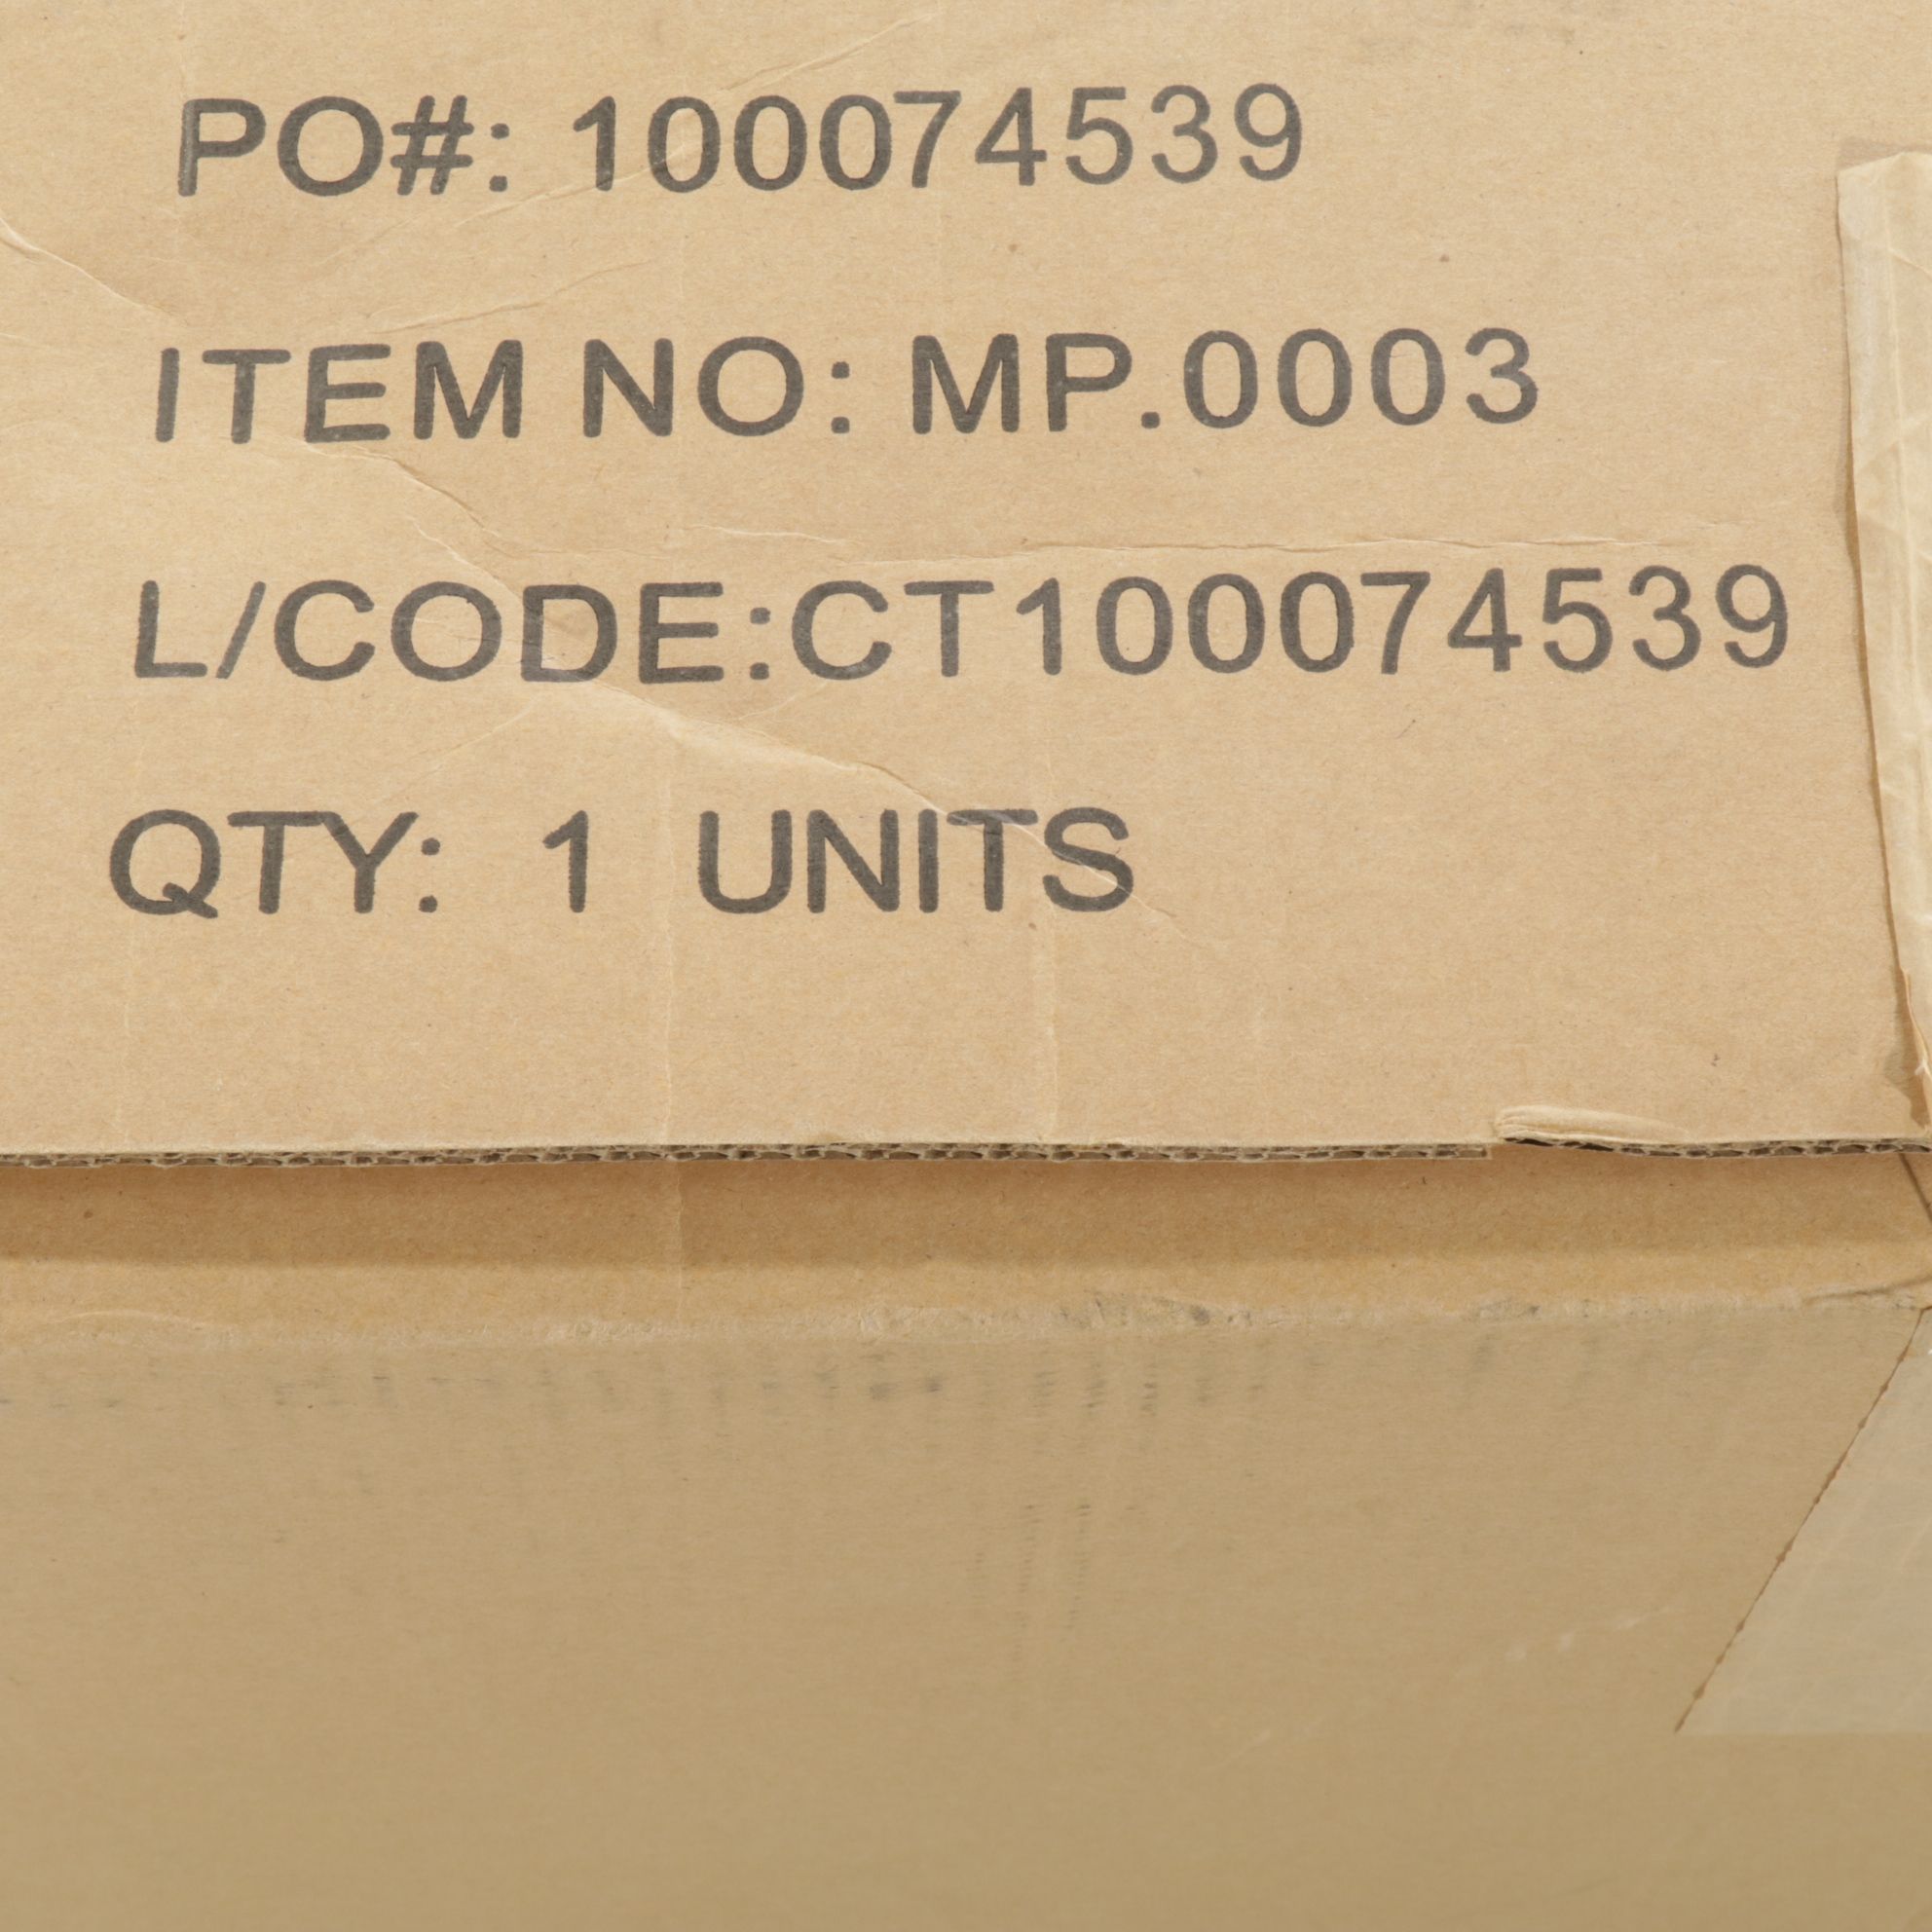 PO#: 100074539
ITEM NO: MP.0003
L/CODE:CT100074539
QTY: 1 UNITS